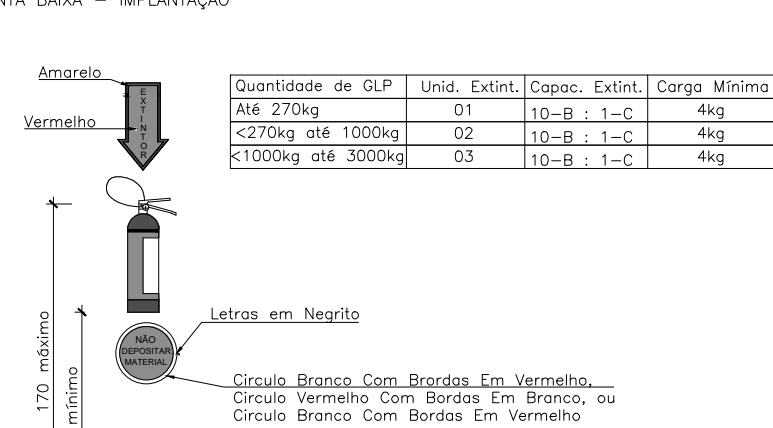 BAIXA - IMPLANTAÇÃO
Amarelo
EXTINTOR
Vermelho
Quantidade de GLP Unid. Extint. Capac. Extint. Carga Mínima
Até 270kg 01 10-B : 1-C 4kg
<270kg até 1000kg 02 10-B : 1-C 4kg
<1000kg até 3000kg 03 10-B : 1-C 4kg
170 máximo
mínimo
Letras em Negrito
NÃO
DEPOSITAR
MATERIAL
Circulo Branco Com Brordas Em Vermelho,
Circulo Vermelho Com Bordas Em Branco, ou
Circulo Branco Com Bordas Em Vermelho